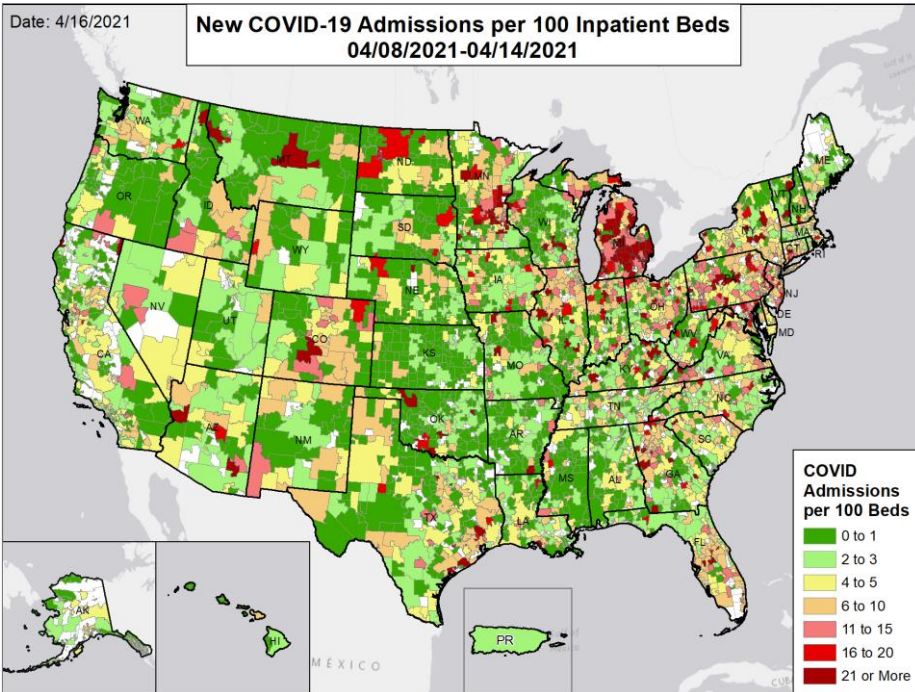 Date: 4/16/2021
New COVID-19 Admissions per 100 Inpatient Beds
04/08/2021-04/14/2021
WA
MT
ND
MN
ME
OR
ID
SD
WI
MI
VT
NH
NY
MA
CT
RI
WY
IA
NE
NV
UT
CO
IL
OH
NJ
DE
MD
WV
VA
CA
KS
MO
KY
NC
TN
OK
AR
SC
AZ
NM
MS
AL
GA
TX
LA
FL
AK
HI
PR
MÉXICO
CUBA
COVID
Admissions
per 100 Beds
0 to 1
2 to 3
4 to 5
6 to 10
11 to 15
16 to 20
21 or More